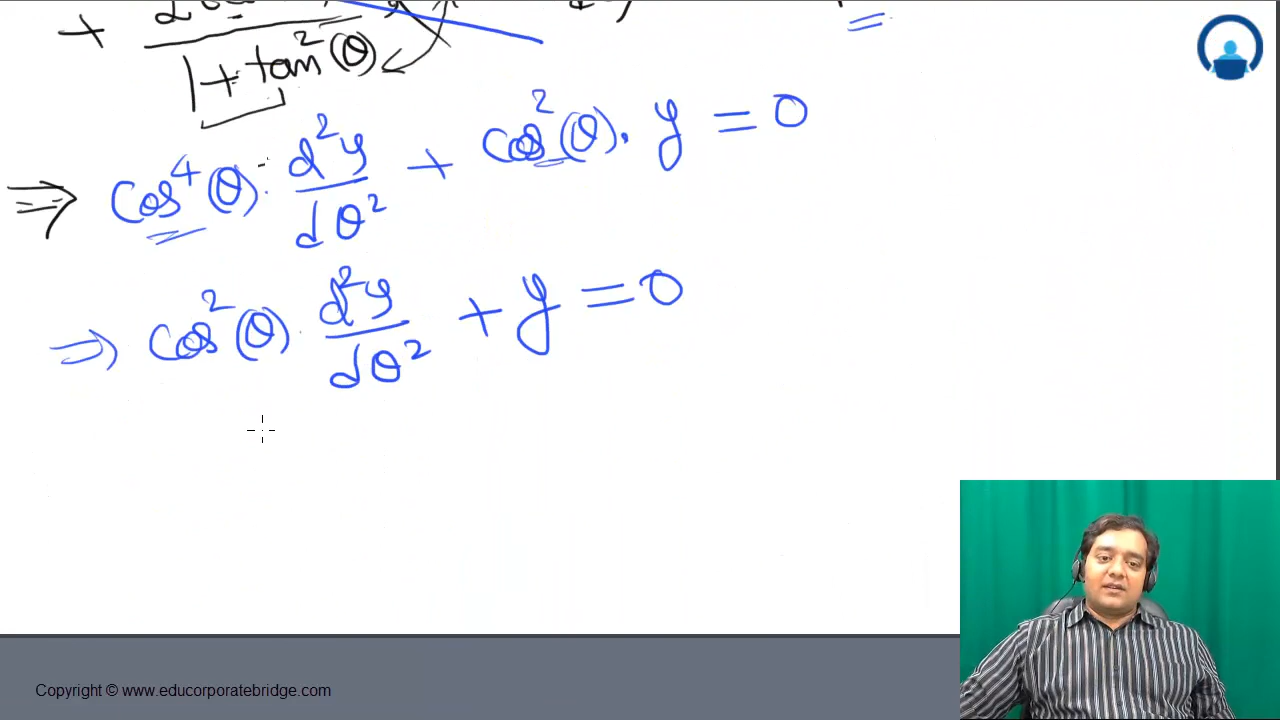 + 1 + tan²(θ)
⇒ cos⁴(θ) · d²y/dθ² + cos²(θ) · y = 0
⇒ cos²(θ) · d²y/dθ² + y = 0
Copyright © www.educorporatebridge.com